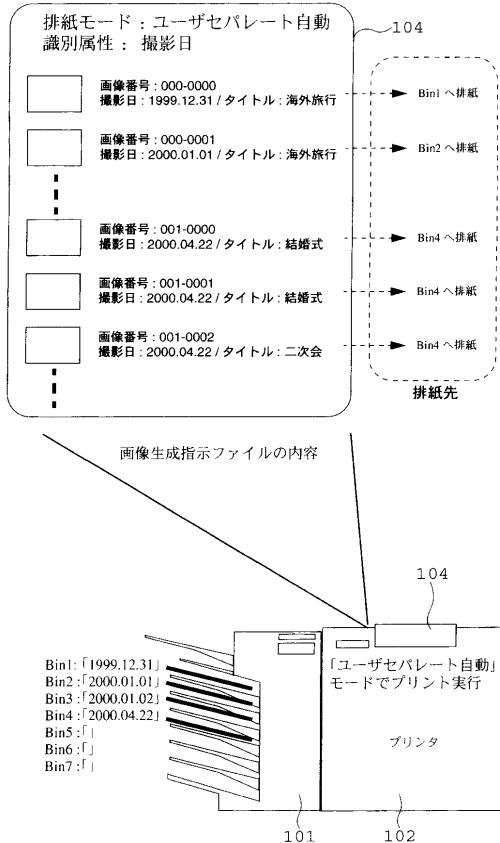 排紙モード：ユーザセパレート自動
識別属性： 撮影日
104
画像番号 : 000-0000
撮影日 : 1999.12.31 / タイトル : 海外旅行
Bin1 へ排紙
画像番号 : 000-0001
撮影日 : 2000.01.01 / タイトル : 海外旅行
Bin2 へ排紙
画像番号 : 001-0000
撮影日 : 2000.04.22 / タイトル : 結婚式
Bin4 へ排紙
画像番号 : 001-0001
撮影日 : 2000.04.22 / タイトル : 結婚式
Bin4 へ排紙
画像番号 : 001-0002
撮影日 : 2000.04.22 / タイトル : 二次会
Bin4 へ排紙
排紙先
画像生成指示ファイルの内容
104
「ユーザセパレート自動」
モードでプリント実行
Bin1:「1999.12.31」
Bin2:「2000.01.01」
Bin3:「2000.01.02」
Bin4:「2000.04.22」
Bin5:「」
Bin6:「」
Bin7:「」
プリンタ
101
102